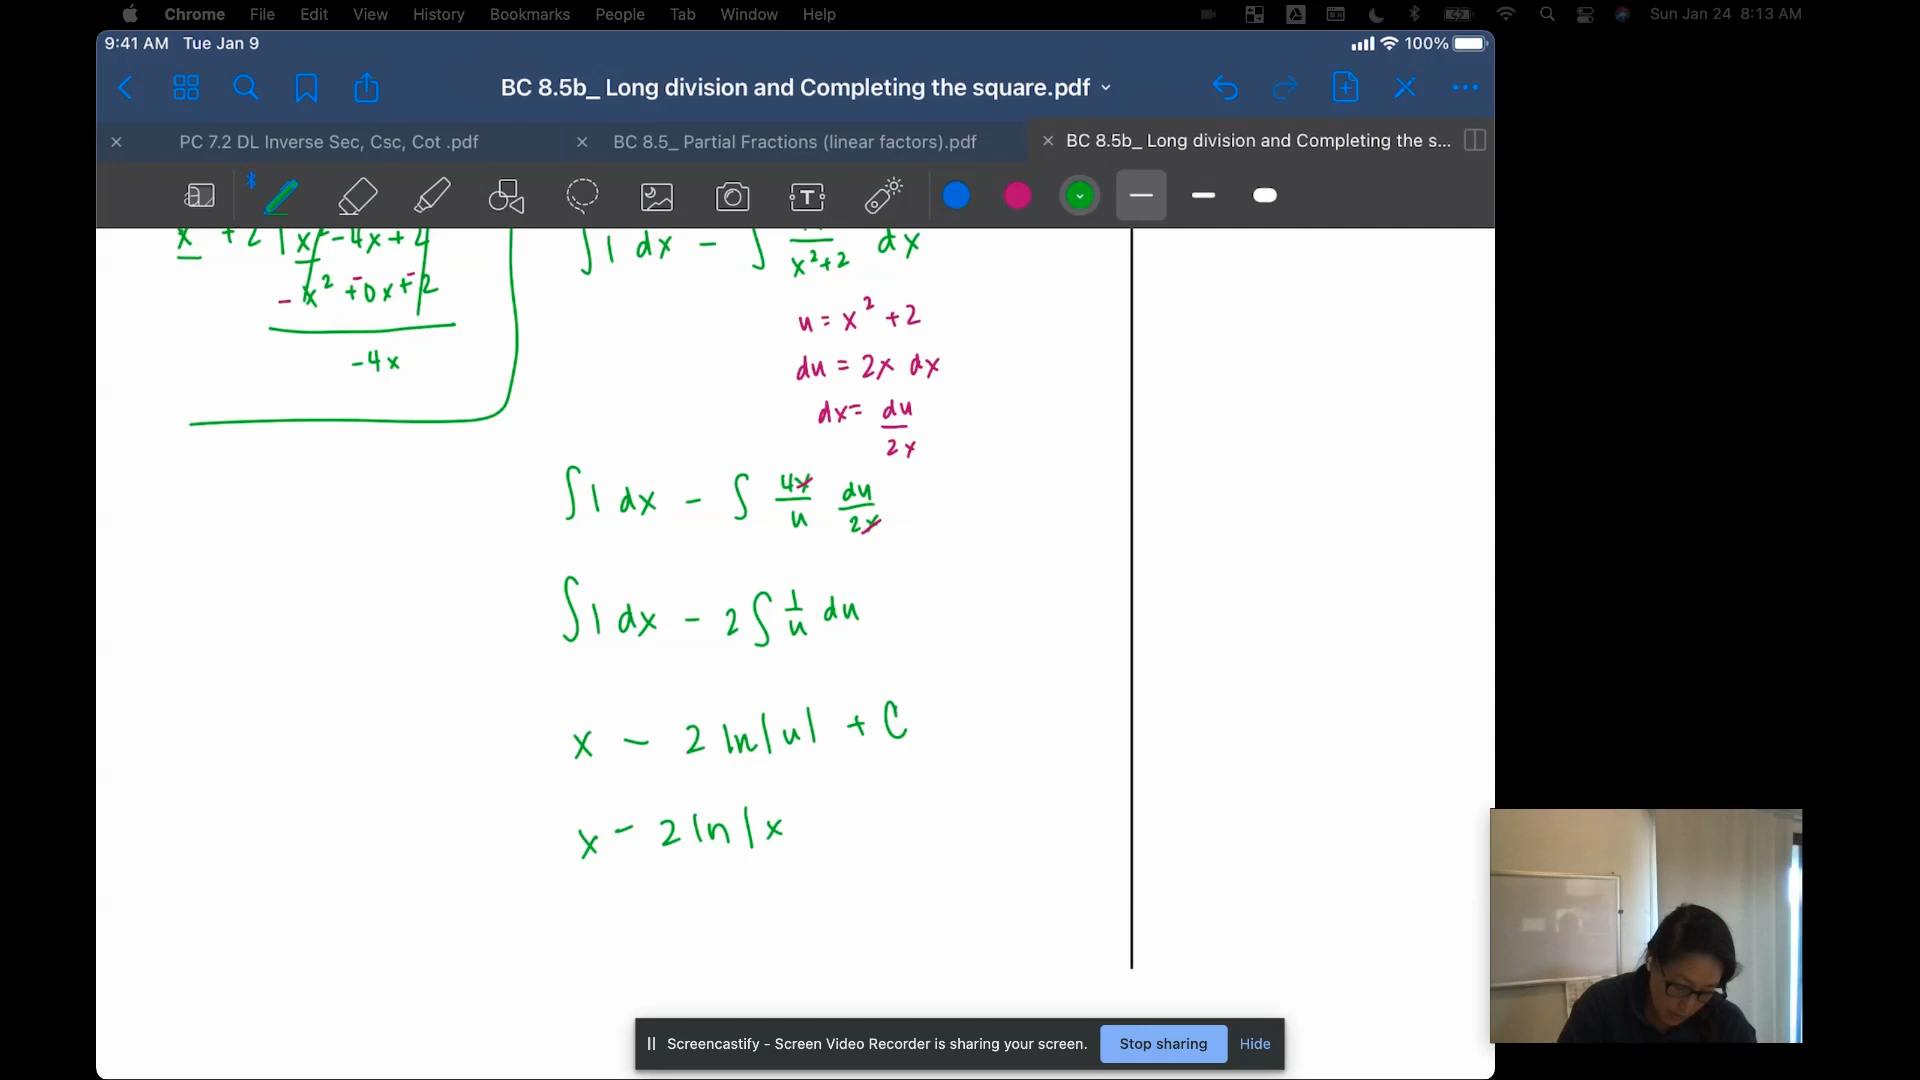 Chrome File Edit View History Bookmarks People Tab Window Help Sun Jan 24 8:13 AM
9:41 AM Tue Jan 9 100%
BC 8.5b_ Long division and Completing the square.pdf
PC 7.2 DL Inverse Sec, Csc, Cot .pdf
BC 8.5_ Partial Fractions (linear factors).pdf
BC 8.5b_ Long division and Completing the s...
T
x + 2 x² - 4x + 4
- x² + 0x + 2
-4x
∫ 1 dx - ∫ /x²+2 dx
u = x² + 2
du = 2x dx
dx = du/2x
∫ 1 dx - ∫ 4x/u du/2x
∫ 1 dx - 2 ∫ 1/u du
x - 2 ln|u| + C
x - 2 ln|x
Screencastify - Screen Video Recorder is sharing your screen. Stop sharing Hide